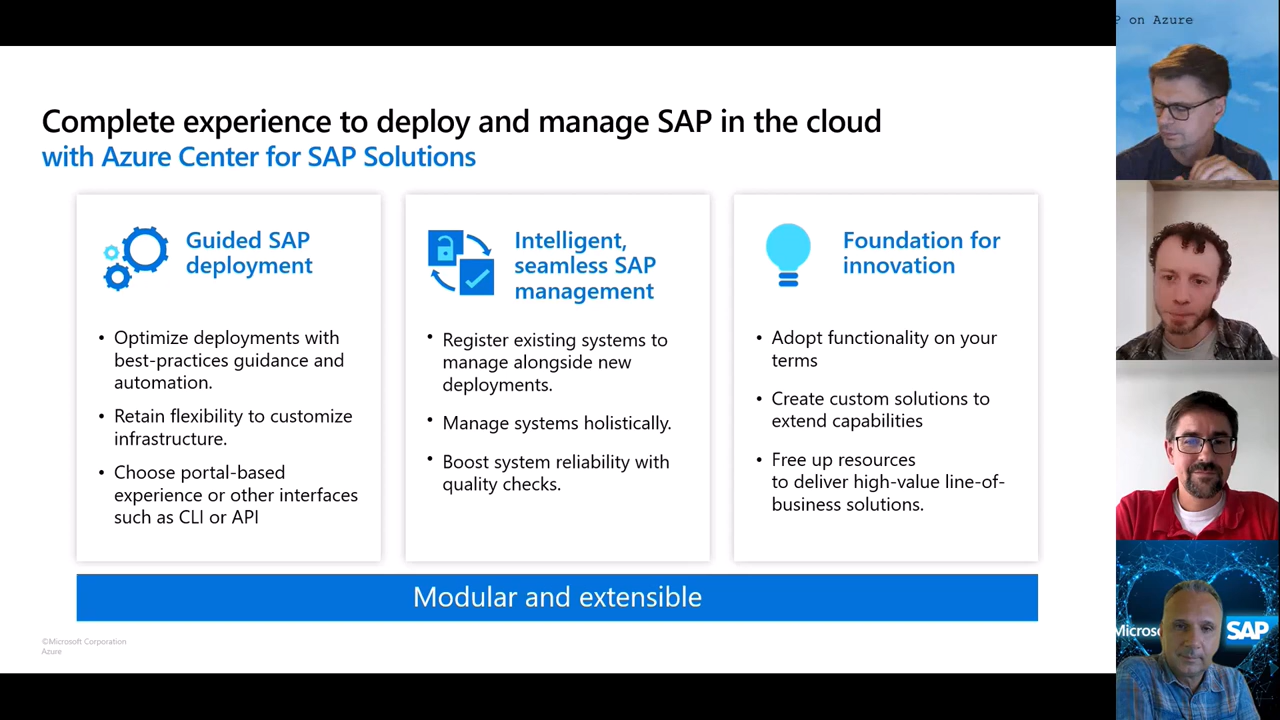 P on Azure
Complete experience to deploy and manage SAP in the cloud
with Azure Center for SAP Solutions
Guided SAP
deployment
• Optimize deployments with
best-practices guidance and
automation.
• Retain flexibility to customize
infrastructure.
• Choose portal-based
experience or other interfaces
such as CLI or API
Intelligent,
seamless SAP
management
• Register existing systems to
manage alongside new
deployments.
• Manage systems holistically.
• Boost system reliability with
quality checks.
Foundation for
innovation
• Adopt functionality on your
terms
• Create custom solutions to
extend capabilities
• Free up resources
to deliver high-value line-of-
business solutions.
Modular and extensible
©Microsoft Corporation
Azure
Microso
SAP